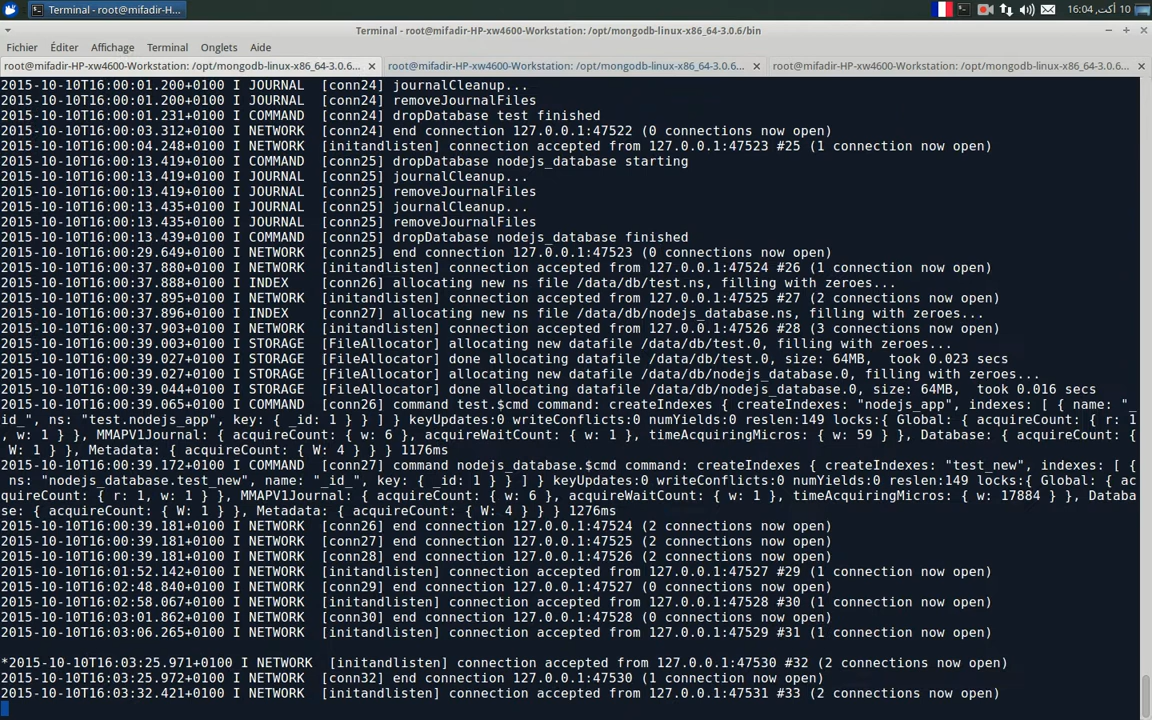 Terminal - root@mifadir-H...
16:04 ,أكت 10
Terminal - root@mifadir-HP-xw4600-Workstation: /opt/mongodb-linux-x86_64-3.0.6/bin
Fichier Éditer Affichage Terminal Onglets Aide
root@mifadir-HP-xw4600-Workstation: /opt/mongodb-linux-x86_64-3.0.6... root@mifadir-HP-xw4600-Workstation: /opt/mongodb-linux-x86_64-3.0.6... root@mifadir-HP-xw4600-Workstation: /opt/mongodb-linux-x86_64-3.0.6...
2015-10-10T16:00:01.200+0100 I JOURNAL  [conn24] journalCleanup...
2015-10-10T16:00:01.200+0100 I JOURNAL  [conn24] removeJournalFiles
2015-10-10T16:00:01.231+0100 I COMMAND  [conn24] dropDatabase test finished
2015-10-10T16:00:03.312+0100 I NETWORK  [conn24] end connection 127.0.0.1:47522 (0 connections now open)
2015-10-10T16:00:04.248+0100 I NETWORK  [initandlisten] connection accepted from 127.0.0.1:47523 #25 (1 connection now open)
2015-10-10T16:00:13.419+0100 I COMMAND  [conn25] dropDatabase nodejs_database starting
2015-10-10T16:00:13.419+0100 I JOURNAL  [conn25] journalCleanup...
2015-10-10T16:00:13.419+0100 I JOURNAL  [conn25] removeJournalFiles
2015-10-10T16:00:13.435+0100 I JOURNAL  [conn25] journalCleanup...
2015-10-10T16:00:13.435+0100 I JOURNAL  [conn25] removeJournalFiles
2015-10-10T16:00:13.439+0100 I COMMAND  [conn25] dropDatabase nodejs_database finished
2015-10-10T16:00:29.649+0100 I NETWORK  [conn25] end connection 127.0.0.1:47523 (0 connections now open)
2015-10-10T16:00:37.880+0100 I NETWORK  [initandlisten] connection accepted from 127.0.0.1:47524 #26 (1 connection now open)
2015-10-10T16:00:37.888+0100 I INDEX    [conn26] allocating new ns file /data/db/test.ns, filling with zeroes...
2015-10-10T16:00:37.895+0100 I NETWORK  [initandlisten] connection accepted from 127.0.0.1:47525 #27 (2 connections now open)
2015-10-10T16:00:37.896+0100 I INDEX    [conn27] allocating new ns file /data/db/nodejs_database.ns, filling with zeroes...
2015-10-10T16:00:37.903+0100 I NETWORK  [initandlisten] connection accepted from 127.0.0.1:47526 #28 (3 connections now open)
2015-10-10T16:00:39.003+0100 I STORAGE  [FileAllocator] allocating new datafile /data/db/test.0, filling with zeroes...
2015-10-10T16:00:39.027+0100 I STORAGE  [FileAllocator] done allocating datafile /data/db/test.0, size: 64MB,  took 0.023 secs
2015-10-10T16:00:39.027+0100 I STORAGE  [FileAllocator] allocating new datafile /data/db/nodejs_database.0, filling with zeroes...
2015-10-10T16:00:39.044+0100 I STORAGE  [FileAllocator] done allocating datafile /data/db/nodejs_database.0, size: 64MB,  took 0.016 secs
2015-10-10T16:00:39.065+0100 I COMMAND  [conn26] command test.$cmd command: createIndexes { createIndexes: "nodejs_app", indexes: [ { name: "_
id_", ns: "test.nodejs_app", key: { _id: 1 } } ] } keyUpdates:0 writeConflicts:0 numYields:0 reslen:149 locks:{ Global: { acquireCount: { r: 1
, w: 1 } }, MMAPV1Journal: { acquireCount: { w: 6 }, acquireWaitCount: { w: 1 }, timeAcquiringMicros: { w: 59 } }, Database: { acquireCount: {
W: 1 } }, Metadata: { acquireCount: { W: 4 } } } 1176ms
2015-10-10T16:00:39.172+0100 I COMMAND  [conn27] command nodejs_database.$cmd command: createIndexes { createIndexes: "test_new", indexes: [ {
ns: "nodejs_database.test_new", name: "_id_", key: { _id: 1 } } ] } keyUpdates:0 writeConflicts:0 numYields:0 reslen:149 locks:{ Global: { ac
quireCount: { r: 1, w: 1 } }, MMAPV1Journal: { acquireCount: { w: 6 }, acquireWaitCount: { w: 1 }, timeAcquiringMicros: { w: 17884 } }, Databa
se: { acquireCount: { W: 1 } }, Metadata: { acquireCount: { W: 4 } } } 1276ms
2015-10-10T16:00:39.181+0100 I NETWORK  [conn26] end connection 127.0.0.1:47524 (2 connections now open)
2015-10-10T16:00:39.181+0100 I NETWORK  [conn27] end connection 127.0.0.1:47525 (2 connections now open)
2015-10-10T16:00:39.181+0100 I NETWORK  [conn28] end connection 127.0.0.1:47526 (2 connections now open)
2015-10-10T16:01:52.142+0100 I NETWORK  [initandlisten] connection accepted from 127.0.0.1:47527 #29 (1 connection now open)
2015-10-10T16:02:48.840+0100 I NETWORK  [conn29] end connection 127.0.0.1:47527 (0 connections now open)
2015-10-10T16:02:58.067+0100 I NETWORK  [initandlisten] connection accepted from 127.0.0.1:47528 #30 (1 connection now open)
2015-10-10T16:03:01.862+0100 I NETWORK  [conn30] end connection 127.0.0.1:47528 (0 connections now open)
2015-10-10T16:03:06.265+0100 I NETWORK  [initandlisten] connection accepted from 127.0.0.1:47529 #31 (1 connection now open)
*2015-10-10T16:03:25.971+0100 I NETWORK  [initandlisten] connection accepted from 127.0.0.1:47530 #32 (2 connections now open)
2015-10-10T16:03:25.972+0100 I NETWORK  [conn32] end connection 127.0.0.1:47530 (1 connection now open)
2015-10-10T16:03:32.421+0100 I NETWORK  [initandlisten] connection accepted from 127.0.0.1:47531 #33 (2 connections now open)